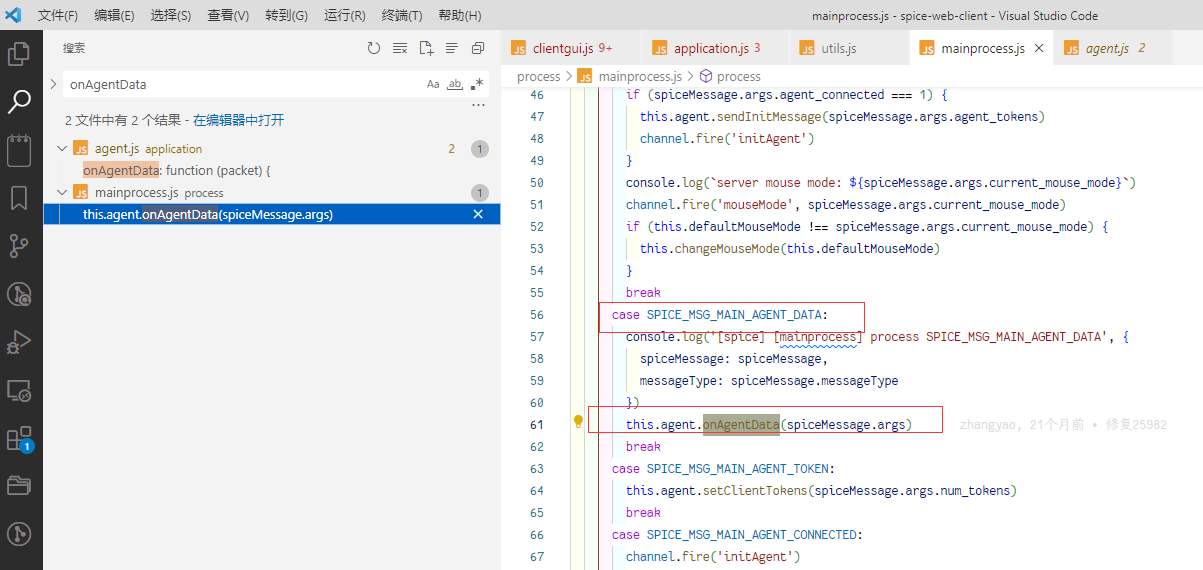 文件(F) 编辑(E) 选择(S) 查看(V) 转到(G) 运行(R) 终端(T) 帮助(H) mainprocess.js - spice-web-client - Visual Studio Code
搜索
onAgentData
Aa ab
2 文件中有 2 个结果 - 在编辑器中打开
JS agent.js application 2 1
onAgentData: function (packet) {
JS mainprocess.js process 1
this.agent.onAgentData(spiceMessage.args)
1
JS clientgui.js 9+ JS application.js 3 JS utils.js JS mainprocess.js JS agent.js 2
process > JS mainprocess.js > process
46 if (spiceMessage.args.agent_connected === 1) {
47 this.agent.sendInitMessage(spiceMessage.args.agent_tokens)
48 channel.fire('initAgent')
49 }
50 console.log(`server mouse mode: ${spiceMessage.args.current_mouse_mode}`)
51 channel.fire('mouseMode', spiceMessage.args.current_mouse_mode)
52 if (this.defaultMouseMode !== spiceMessage.args.current_mouse_mode) {
53 this.changeMouseMode(this.defaultMouseMode)
54 }
55 break
56 case SPICE_MSG_MAIN_AGENT_DATA:
57 console.log('[spice] [mainprocess] process SPICE_MSG_MAIN_AGENT_DATA', {
58 spiceMessage: spiceMessage,
59 messageType: spiceMessage.messageType
60 })
61 this.agent.onAgentData(spiceMessage.args) zhangyao, 21个月前 • 修复25982
62 break
63 case SPICE_MSG_MAIN_AGENT_TOKEN:
64 this.agent.setClientTokens(spiceMessage.args.num_tokens)
65 break
66 case SPICE_MSG_MAIN_AGENT_CONNECTED:
67 channel.fire('initAgent')